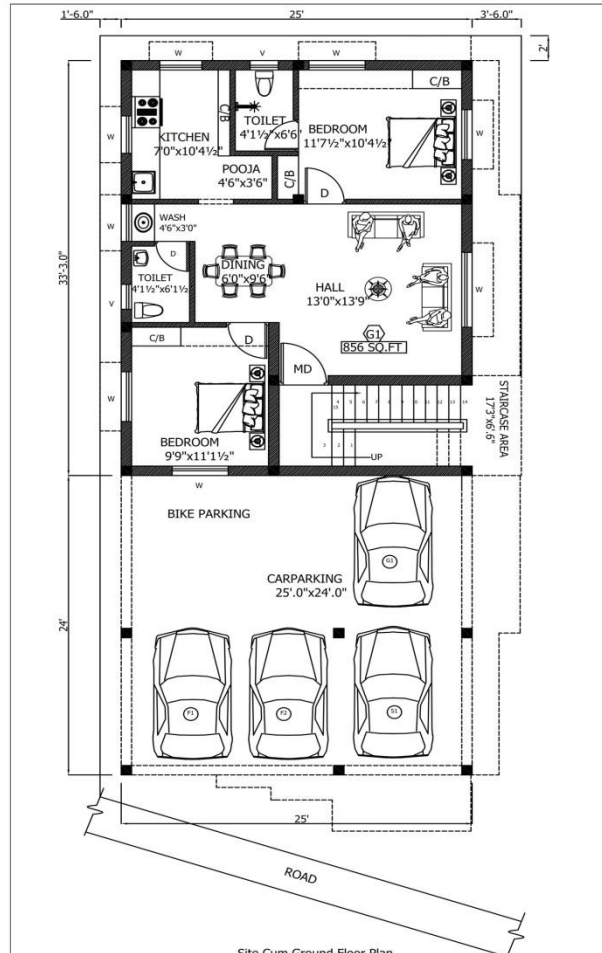 1'-6.0"
25'
3'-6.0"
2'
W
V
W
C/B
C/B
TOILET
4'1½"x6'6"
BEDROOM
11'7½"x10'4½"
W
KITCHEN
7'0"x10'4½"
W
POOJA
4'6"x3'6"
C/B
D
33'-3.0"
W
WASH
4'6"x3'0"
D
TOILET
4'1½"x6'1½"
DINING
6'0"x9'6"
HALL
13'0"x13'9"
W
V
G1
856 SQ.FT
C/B
D
MD
W
BEDROOM
9'9"x11'1½"
UP
STAIRCASE AREA
17'3"x6'.6"
W
BIKE PARKING
G1
CARPARKING
25'.0"x24'.0"
24'
F1
F2
S1
25'
ROAD
Site Cum Ground Floor Plan